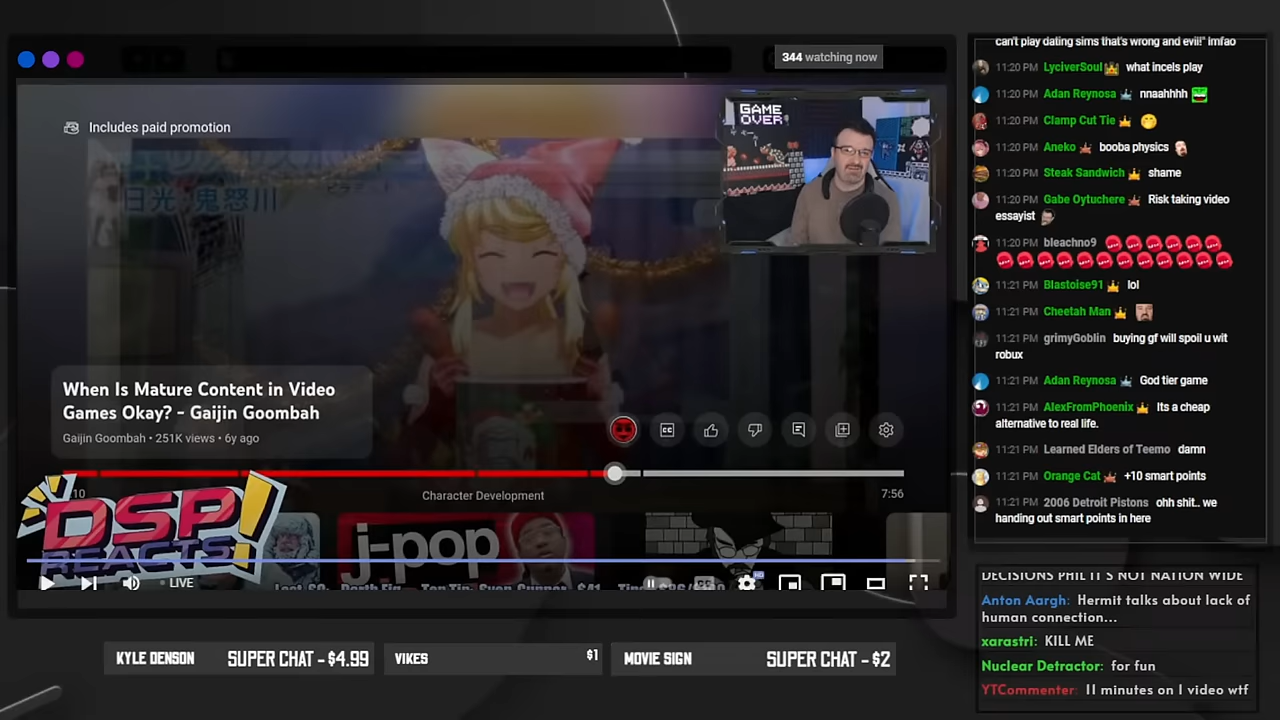 344 watching now
Includes paid promotion
GAME
OVER
日光・鬼怒川
When Is Mature Content in Video
Games Okay? - Gaijin Goombah
Gaijin Goombah • 251K views • 6y ago
CC
:10
Character Development
7:56
DSP!
REACTS
j-pop
LIVE
HD
KYLE DENSON SUPER CHAT - $4.99
VIKES $1
MOVIE SIGN SUPER CHAT - $2
can't play dating sims that's wrong and evil!" lmfao
11:20 PM LyciverSoul what incels play
11:20 PM Adan Reynosa nnaahhhh
11:20 PM Clamp Cut Tie
11:20 PM Aneko booba physics
11:20 PM Steak Sandwich shame
11:20 PM Gabe Oytuchere Risk taking video
essayist
11:20 PM bleachno9
11:21 PM Blastoise91 lol
11:21 PM Cheetah Man
11:21 PM grimyGoblin buying gf will spoil u wit
robux
11:21 PM Adan Reynosa God tier game
11:21 PM AlexFromPhoenix Its a cheap
alternative to real life.
11:21 PM Learned Elders of Teemo damn
11:21 PM Orange Cat +10 smart points
11:21 PM 2006 Detroit Pistons ohh shit.. we
handing out smart points in here
DECISIONS PHIL IT'S NOT NATION WIDE
Anton Aargh: Hermit talks about lack of
human connection...
xarastri: KILL ME
Nuclear Detractor: for fun
YTCommenter: 11 minutes on 1 video wtf